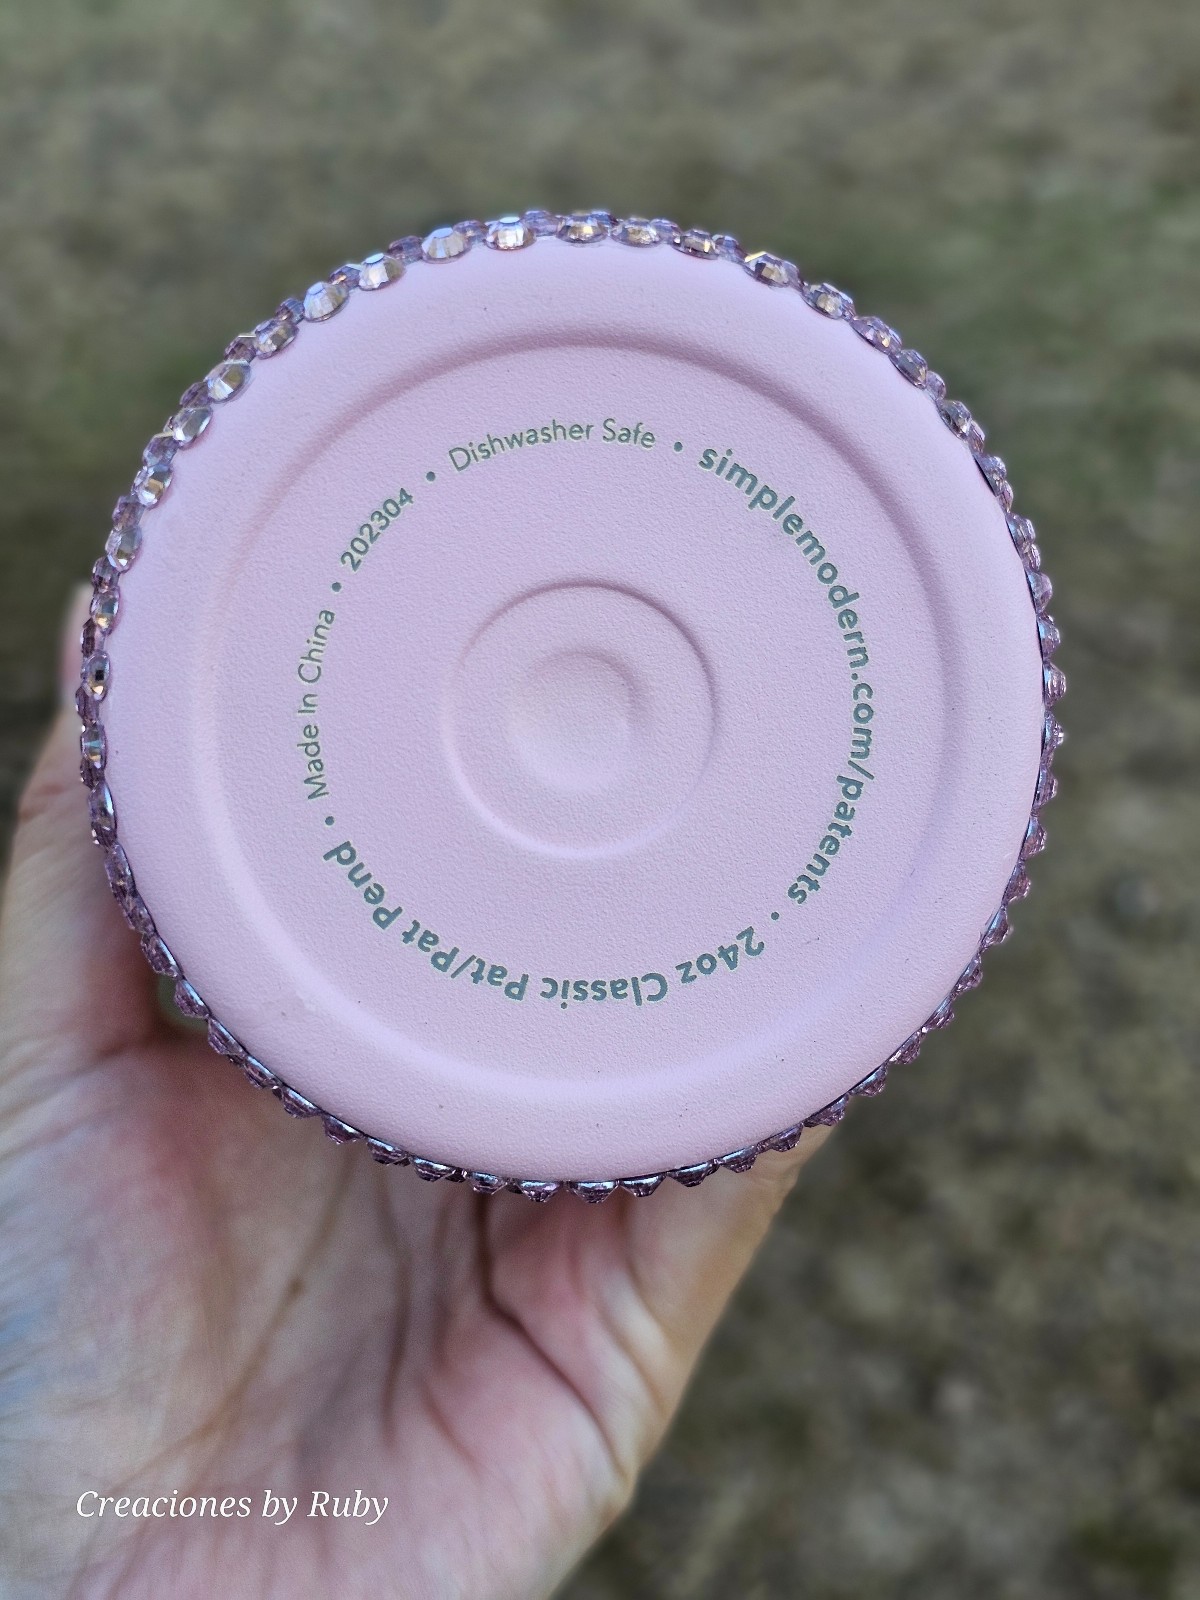 Dishwasher Safe • simplemodern.com/patents • 24oz Classic Pat/Pat Pend • Made In China • 202304 •
Creaciones by Ruby